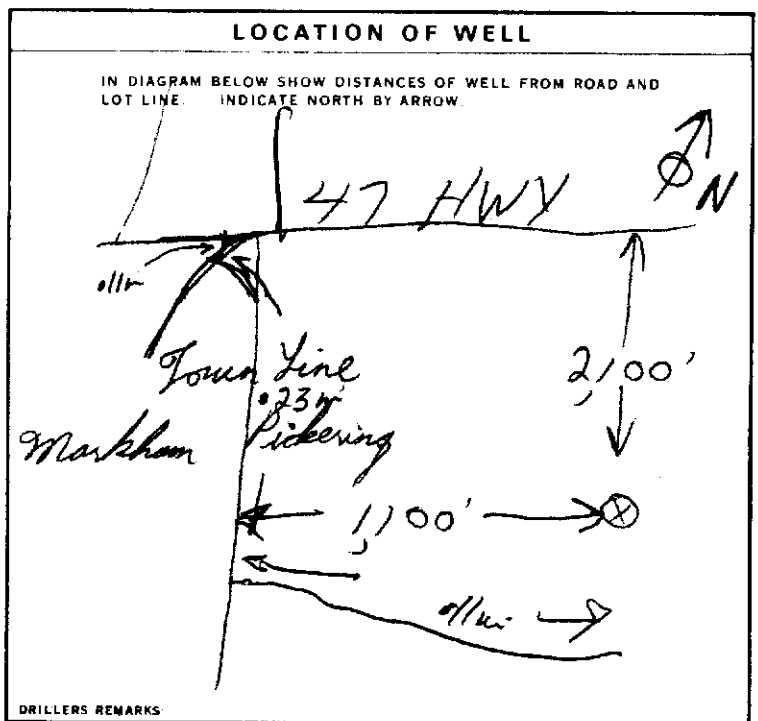 LOCATION OF WELL
IN DIAGRAM BELOW SHOW DISTANCES OF WELL FROM ROAD AND
LOT LINE. INDICATE NORTH BY ARROW.
47 HWY
N
Town Line
2,100'
.23 m
Markham Pickering
1,100'
DRILLERS REMARKS